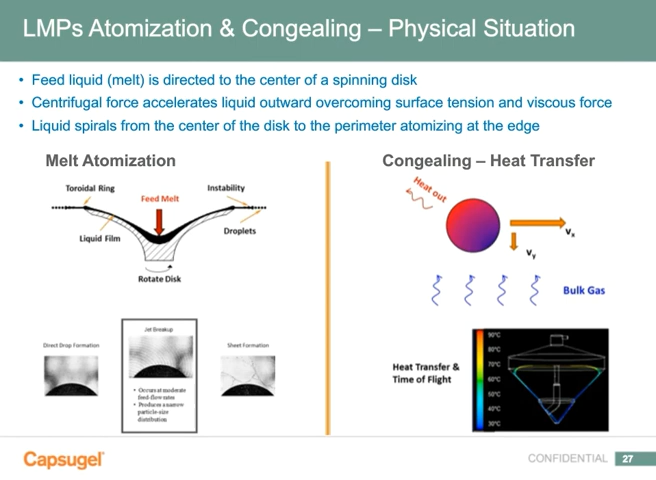 LMPs Atomization & Congealing – Physical Situation
• Feed liquid (melt) is directed to the center of a spinning disk
• Centrifugal force accelerates liquid outward overcoming surface tension and viscous force
• Liquid spirals from the center of the disk to the perimeter atomizing at the edge
Melt Atomization
Toroidal Ring
Feed Melt
Instability
Liquid Film
Droplets
Rotate Disk
Direct Drop Formation
Jet Breakup
Sheet Formation
• Occurs at moderate
feed-flow rates
• Produces a narrow
particle-size
distribution
Congealing – Heat Transfer
Heat out
Vx
Vy
Bulk Gas
Heat Transfer &
Time of Flight
90°C
80°C
70°C
60°C
50°C
40°C
30°C
Capsugel
CONFIDENTIAL 27